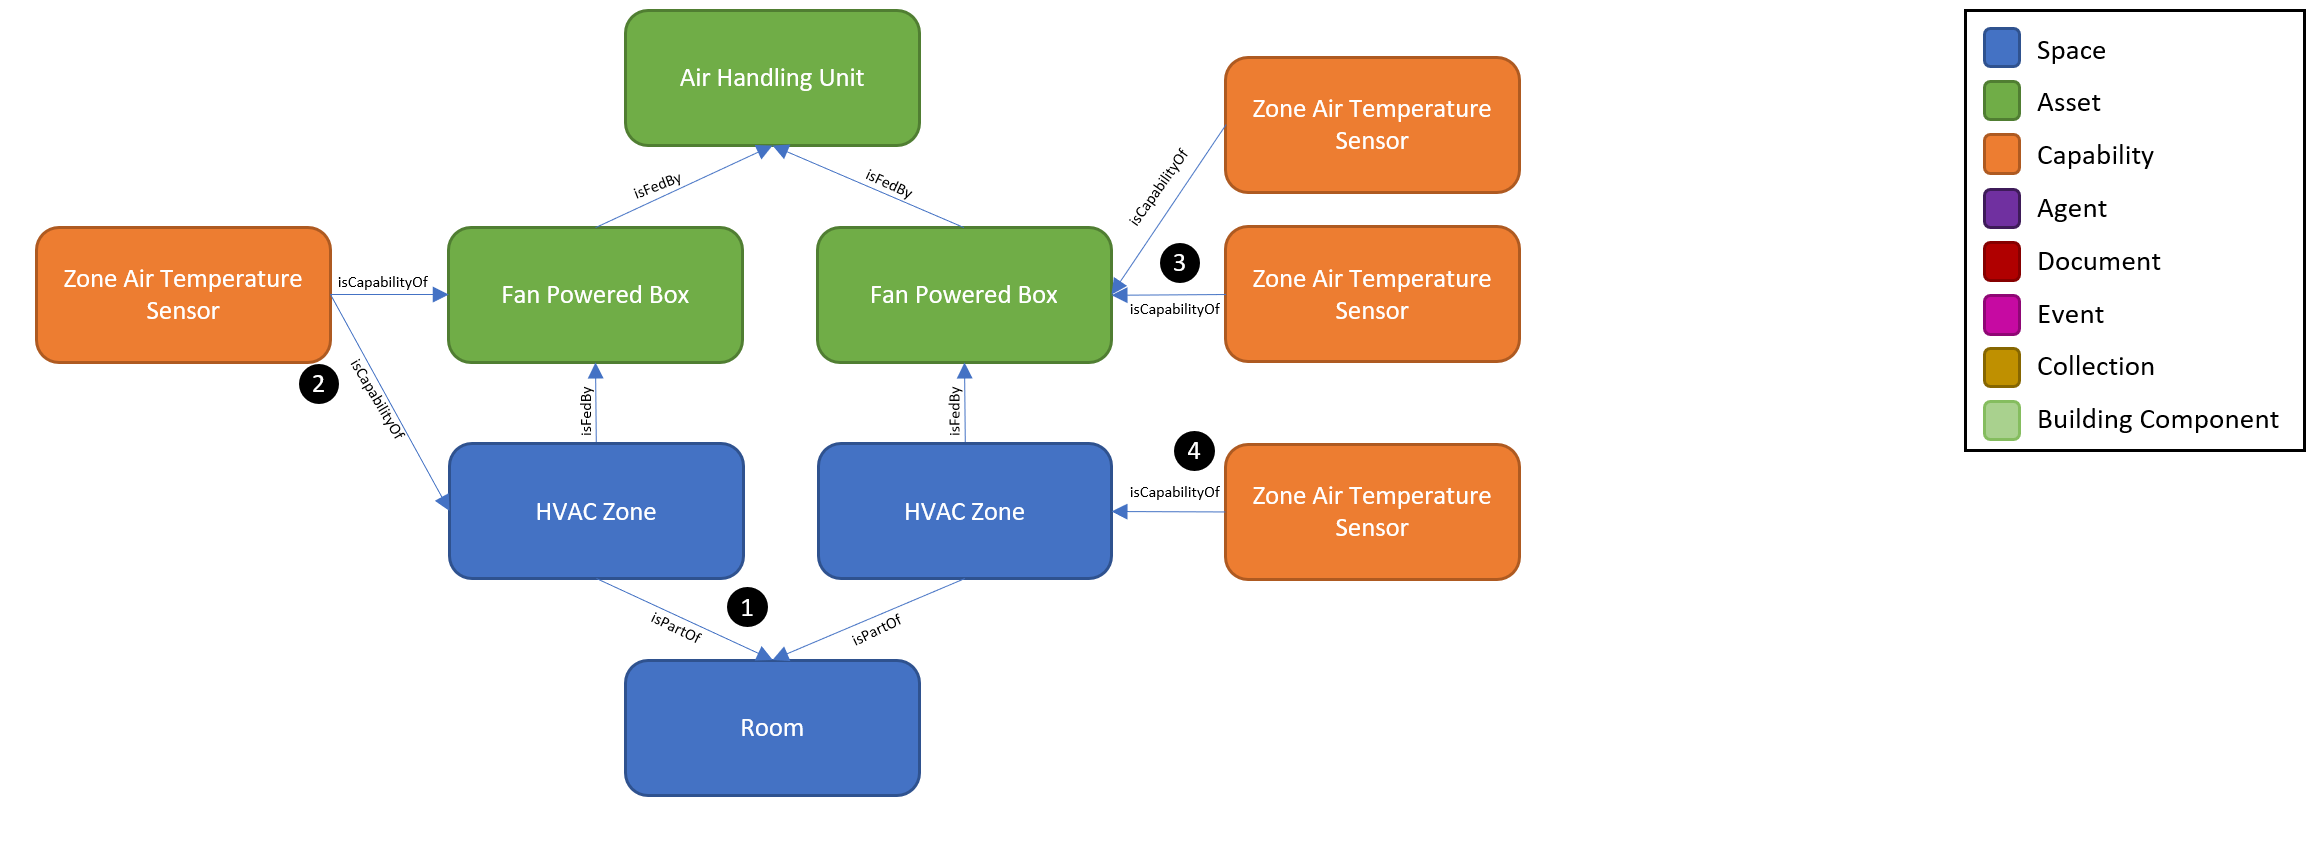 Air Handling Unit
Zone Air Temperature
Sensor
isFedBy
isFedBy
isCapabilityOf
Zone Air Temperature
Sensor
isCapabilityOf
Fan Powered Box
Fan Powered Box
3
isCapabilityOf
Zone Air Temperature
Sensor
2
isCapabilityOf
isFedBy
isFedBy
HVAC Zone
HVAC Zone
4
isCapabilityOf
Zone Air Temperature
Sensor
1
isPartOf
isPartOf
Room
Space
Asset
Capability
Agent
Document
Event
Collection
Building Component